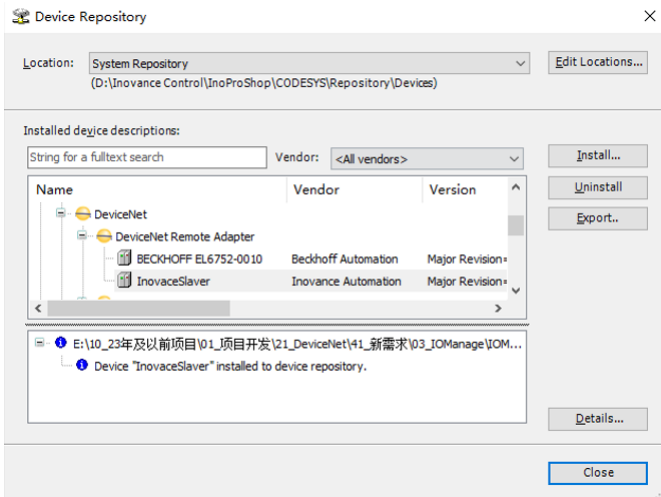 Device Repository
Location: System Repository Edit Locations...
(D:\Inovance Control\InoProShop\CODESYS\Repository\Devices)
Installed device descriptions:
String for a fulltext search Vendor: <All vendors> Install...
Name Vendor Version Uninstall
DeviceNet Export..
DeviceNet Remote Adapter
BECKHOFF EL6752-0010 Beckhoff Automation Major Revision=
InovaceSlaver Inovance Automation Major Revision=
E:\10_23年及以前项目\01_项目开发\21_DeviceNet\41_新需求\03_IOManage\IOM...
Device "InovaceSlaver" installed to device repository.
Details...
Close